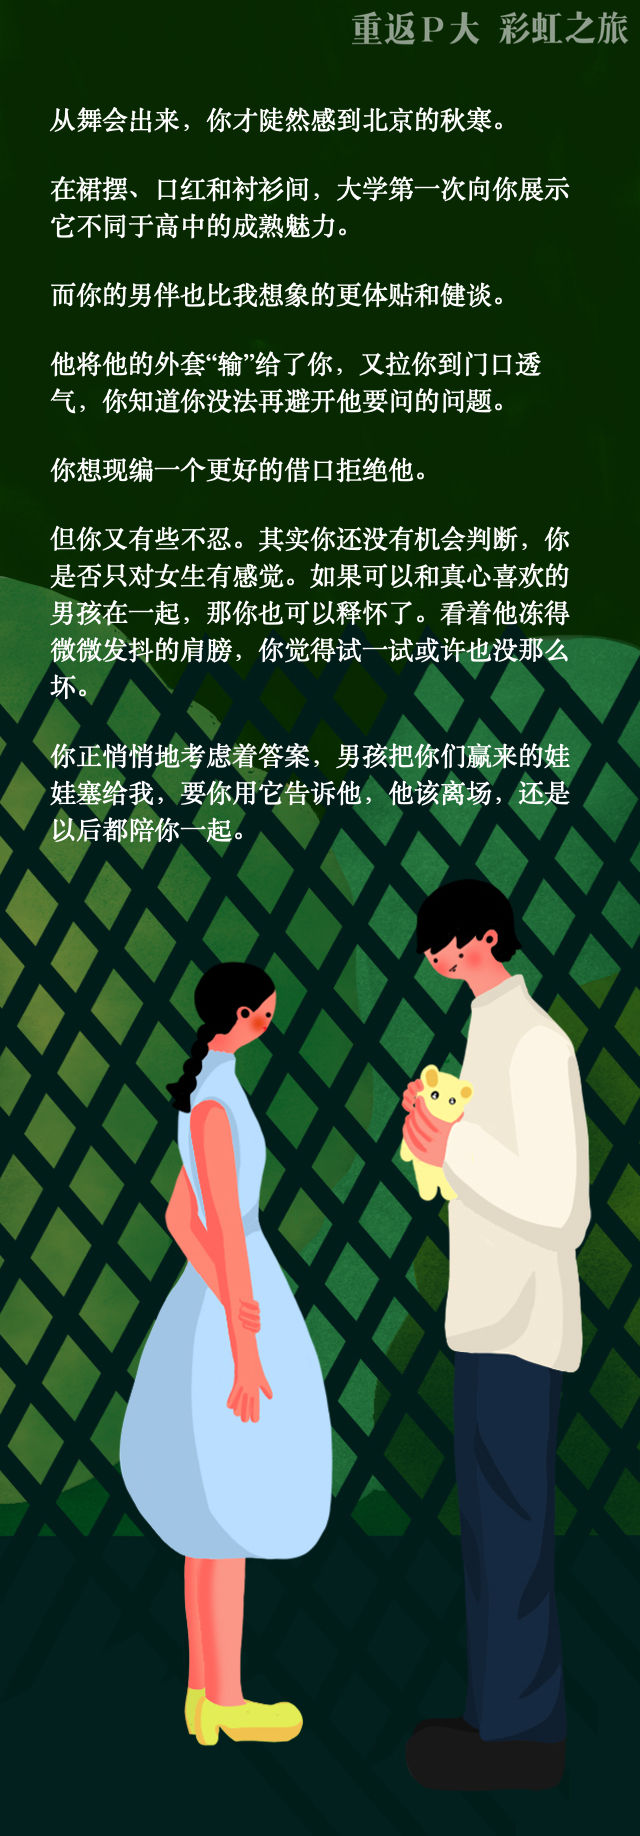 重返P大 彩虹之旅
从舞会出来，你才陡然感到北京的秋寒。
在裙摆、口红和衬衫间，大学第一次向你展示
它不同于高中的成熟魅力。
而你的男伴也比我想象的更体贴和健谈。
他将他的外套“输”给了你，又拉你到门口透
气，你知道你没法再避开他要问的问题。
你想现编一个更好的借口拒绝他。
但你又有些不忍。其实你还没有机会判断，你
是否只对女生有感觉。如果可以和真心喜欢的
男孩在一起，那你也可以释怀了。看着他冻得
微微发抖的肩膀，你觉得试一试或许也没那么
坏。
你正悄悄地考虑着答案，男孩把你们赢来的娃
娃塞给我，要你用它告诉他，他该离场，还是
以后都陪你一起。